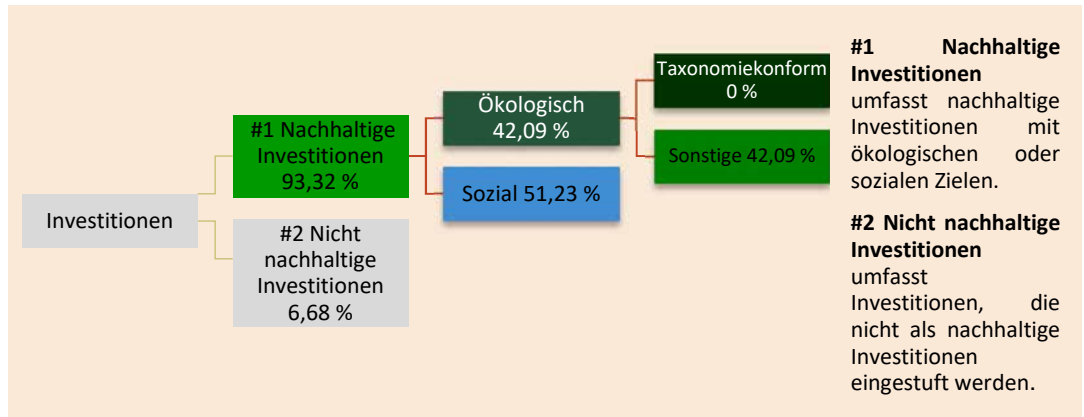 Investitionen
#1 Nachhaltige
Investitionen
93,32 %
#2 Nicht
nachhaltige
Investitionen
6,68 %
Ökologisch
42,09 %
Sozial 51,23 %
Taxonomiekonform
0 %
Sonstige 42,09 %
#1 Nachhaltige
Investitionen
umfasst nachhaltige
Investitionen mit
ökologischen oder
sozialen Zielen.
#2 Nicht nachhaltige
Investitionen
umfasst
Investitionen, die
nicht als nachhaltige
Investitionen
eingestuft werden.